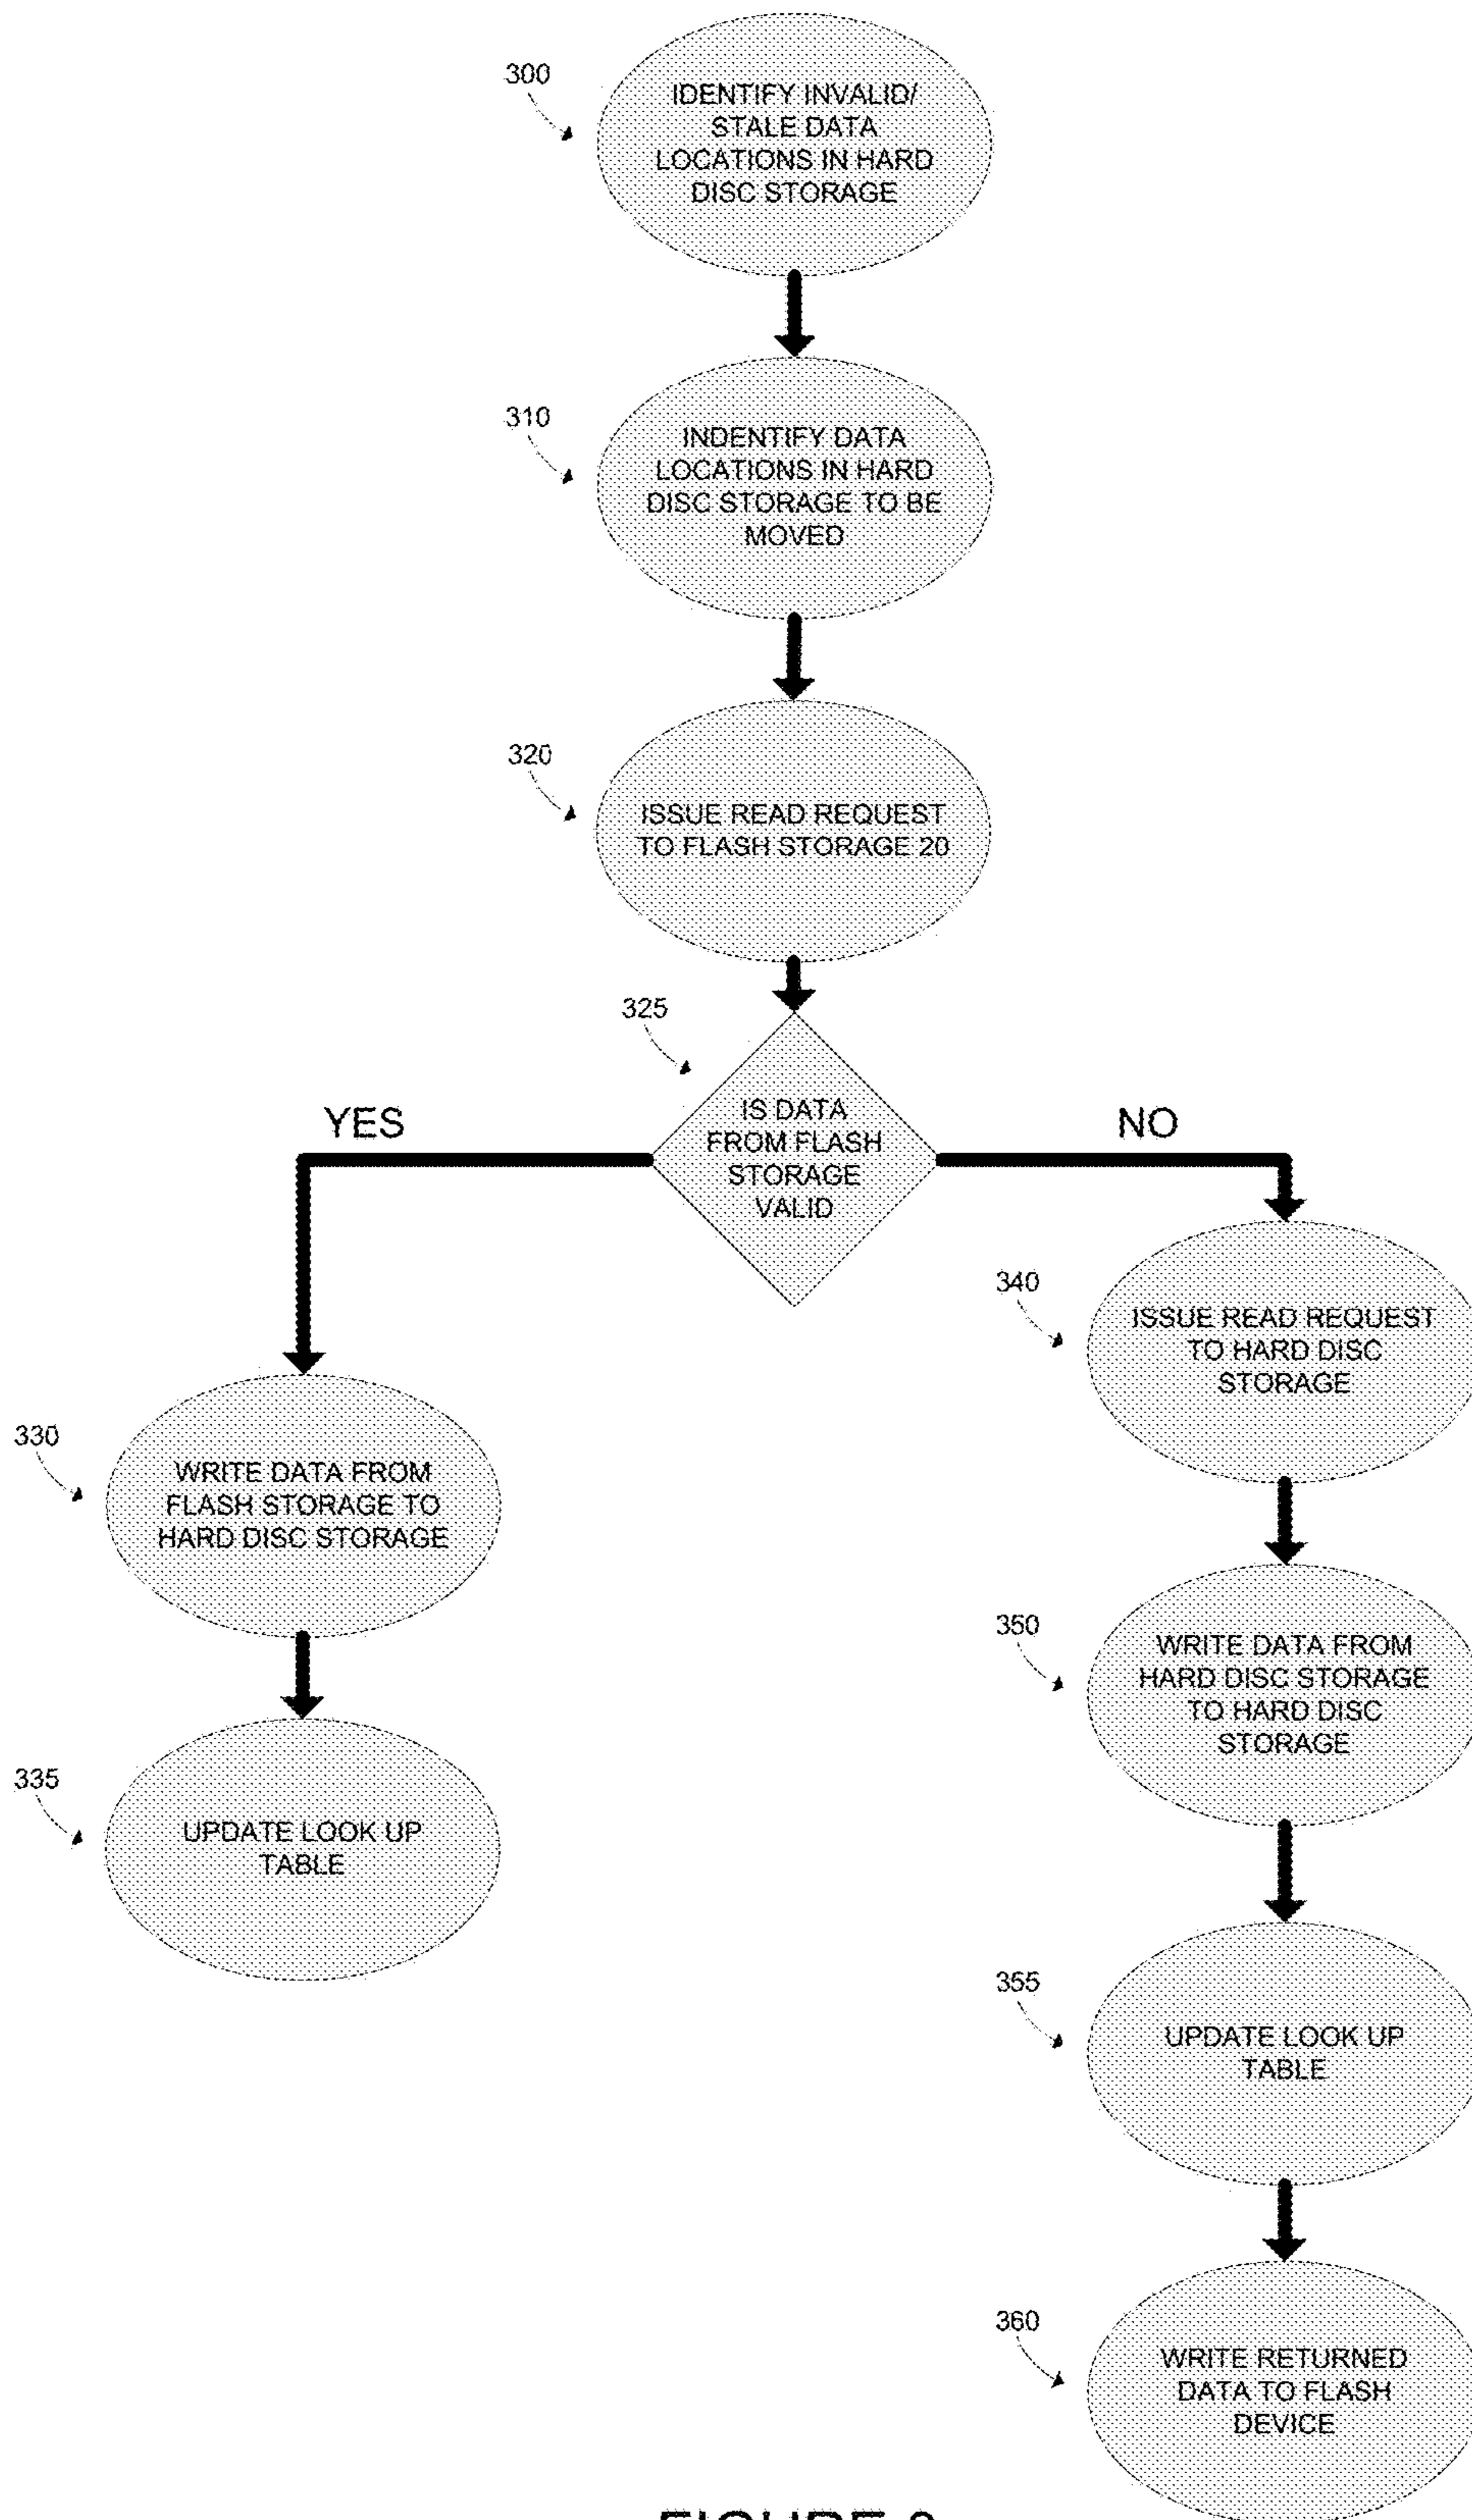 300
IDENTIFY INVALID/
STALE DATA
LOCATIONS IN HARD
DISC STORAGE
310
INDENTIFY DATA
LOCATIONS IN HARD
DISC STORAGE TO BE
MOVED
320
ISSUE READ REQUEST
TO FLASH STORAGE 20
325
IS DATA
FROM FLASH
STORAGE
VALID
YES
NO
340
ISSUE READ REQUEST
TO HARD DISC
STORAGE
330
WRITE DATA FROM
FLASH STORAGE TO
HARD DISC STORAGE
350
WRITE DATA FROM
HARD DISC STORAGE
TO HARD DISC
STORAGE
335
UPDATE LOOK UP
TABLE
355
UPDATE LOOK UP
TABLE
360
WRITE RETURNED
DATA TO FLASH
DEVICE
FIGURE